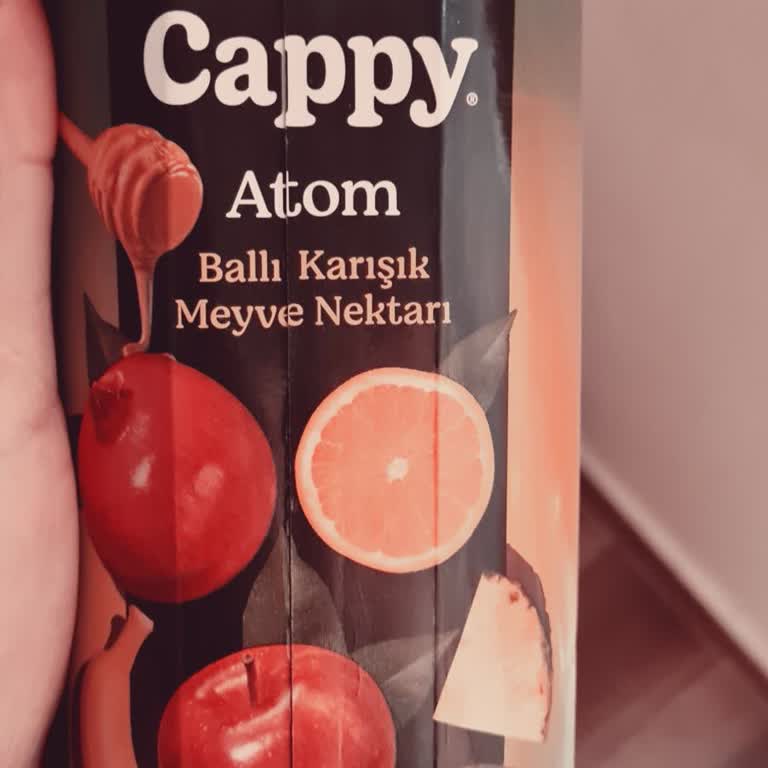 Cappy®
Atom
Ballı Karışık
Meyve Nektarı